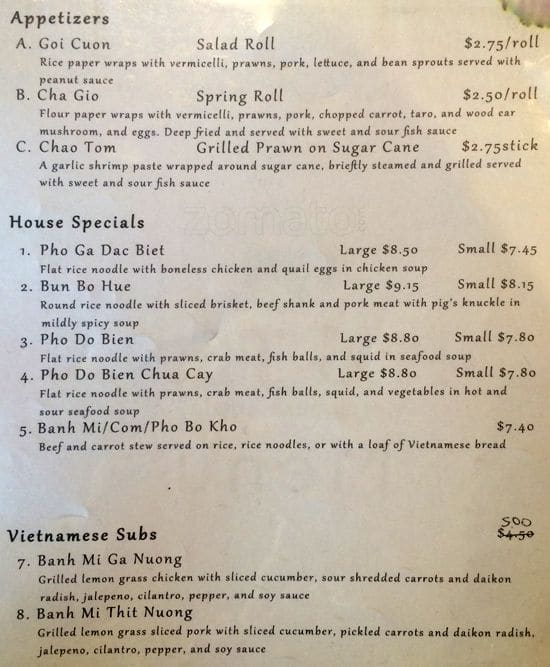 Appetizers
A. Goi Cuon Salad Roll $2.75/roll
Rice paper wraps with vermicelli, prawns, pork, lettuce, and bean sprouts served with
peanut sauce
B. Cha Gio Spring Roll $2.50/roll
Flour paper wraps with vermicelli, prawns, pork, chopped carrot, taro, and wood ear
mushroom, and eggs. Deep fried and served with sweet and sour fish sauce
C. Chao Tom Grilled Prawn on Sugar Cane $2.75stick
A garlic shrimp paste wrapped around sugar cane, briefly steamed and grilled served
with sweet and sour fish sauce
zomato
House Specials
1. Pho Ga Dac Biet Large $8.50 Small $7.45
Flat rice noodle with boneless chicken and quail eggs in chicken soup
2. Bun Bo Hue Large $9.15 Small $8.15
Round rice noodle with sliced brisket, beef shank and pork meat with pig's knuckle in
mildly spicy soup
3. Pho Do Bien Large $8.80 Small $7.80
Flat rice noodle with prawns, crab meat, fish balls, and squid in seafood soup
4. Pho Do Bien Chua Cay Large $8.80 Small $7.80
Flat rice noodle with prawns, crab meat, fish balls, squid, and vegetables in hot and
sour seafood soup
5. Banh Mi/Com/Pho Bo Kho $7.40
Beef and carrot stew served on rice, rice noodles, or with a loaf of Vietnamese bread
500
Vietnamese Subs $4.50
7. Banh Mi Ga Nuong
Grilled lemon grass chicken with sliced cucumber, sour shredded carrots and daikon
radish, jalepeno, cilantro, pepper, and soy sauce
8. Banh Mi Thit Nuong
Grilled lemon grass sliced pork with sliced cucumber, pickled carrots and daikon radish,
jalepeno, cilantro, pepper, and soy sauce